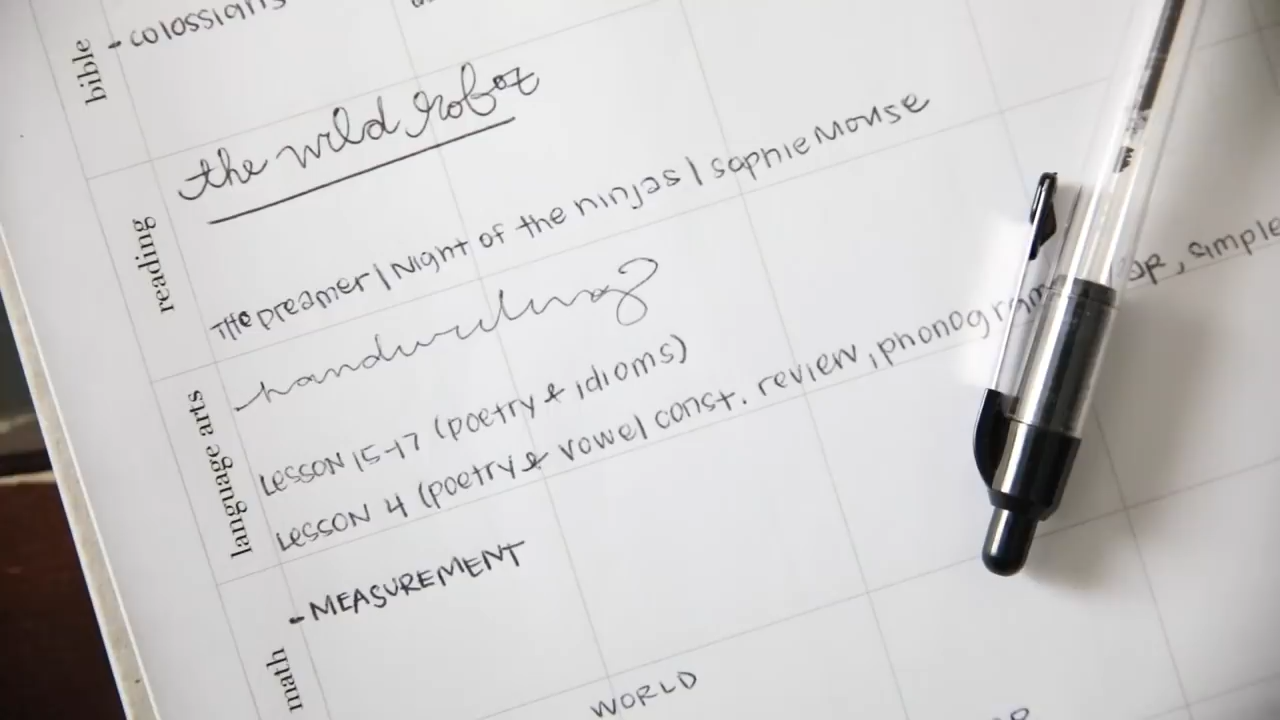 bible
- colossians
reading
the wild robot
THE DREAMER / Night of the ninjas / sophie Mouse
language arts
handwriting
LESSON 15-17 (poetry & idioms)
LESSON 4 (poetry & vowel const. review, phonogram , simple
math
- MEASUREMENT
WORLD